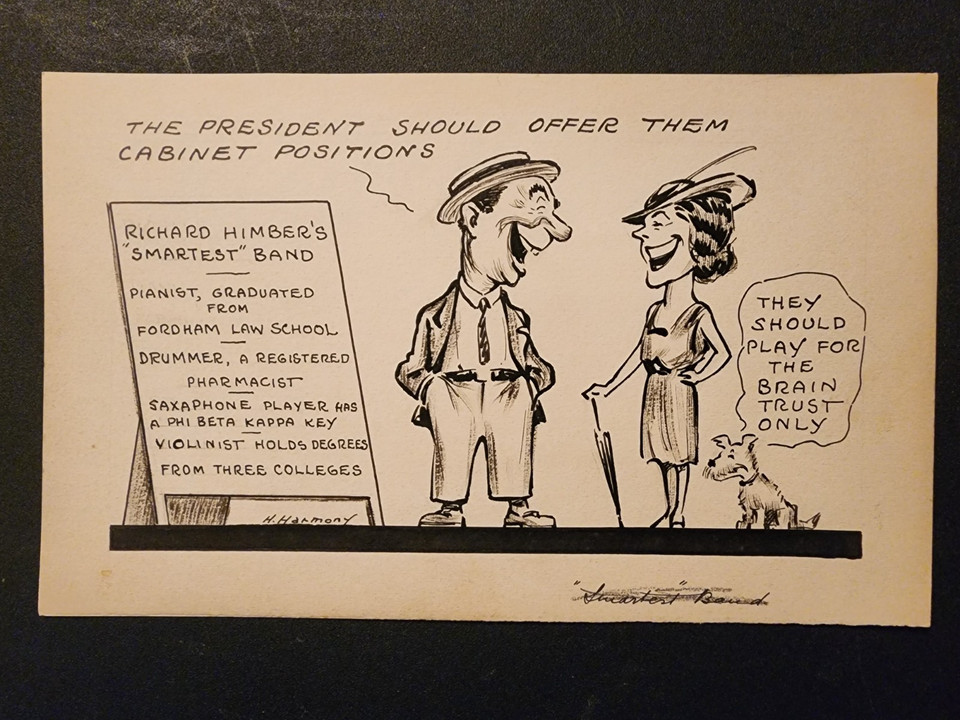 THE PRESIDENT SHOULD OFFER THEM
CABINET POSITIONS
RICHARD HIMBER'S
"SMARTEST" BAND
PIANIST, GRADUATED
FROM
FORDHAM LAW SCHOOL
DRUMMER, A REGISTERED
PHARMACIST
SAXAPHONE PLAYER HAS
A PHI BETA KAPPA KEY
VIOLINIST HOLDS DEGREES
FROM THREE COLLEGES
H. Harmony
THEY
SHOULD
PLAY FOR
THE
BRAIN
TRUST
ONLY
"Smartest" Band